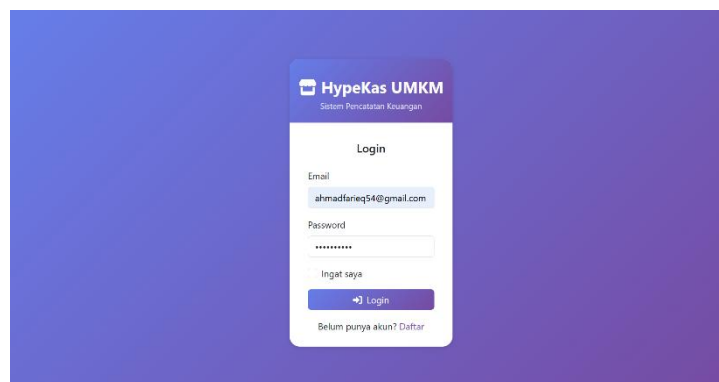 HypeKas UMKM
Sistem Pencatatan Keuangan
Login
Email
ahmadfarieq54@gmail.com
Password
••••••••••
Ingat saya
Login
Belum punya akun? Daftar